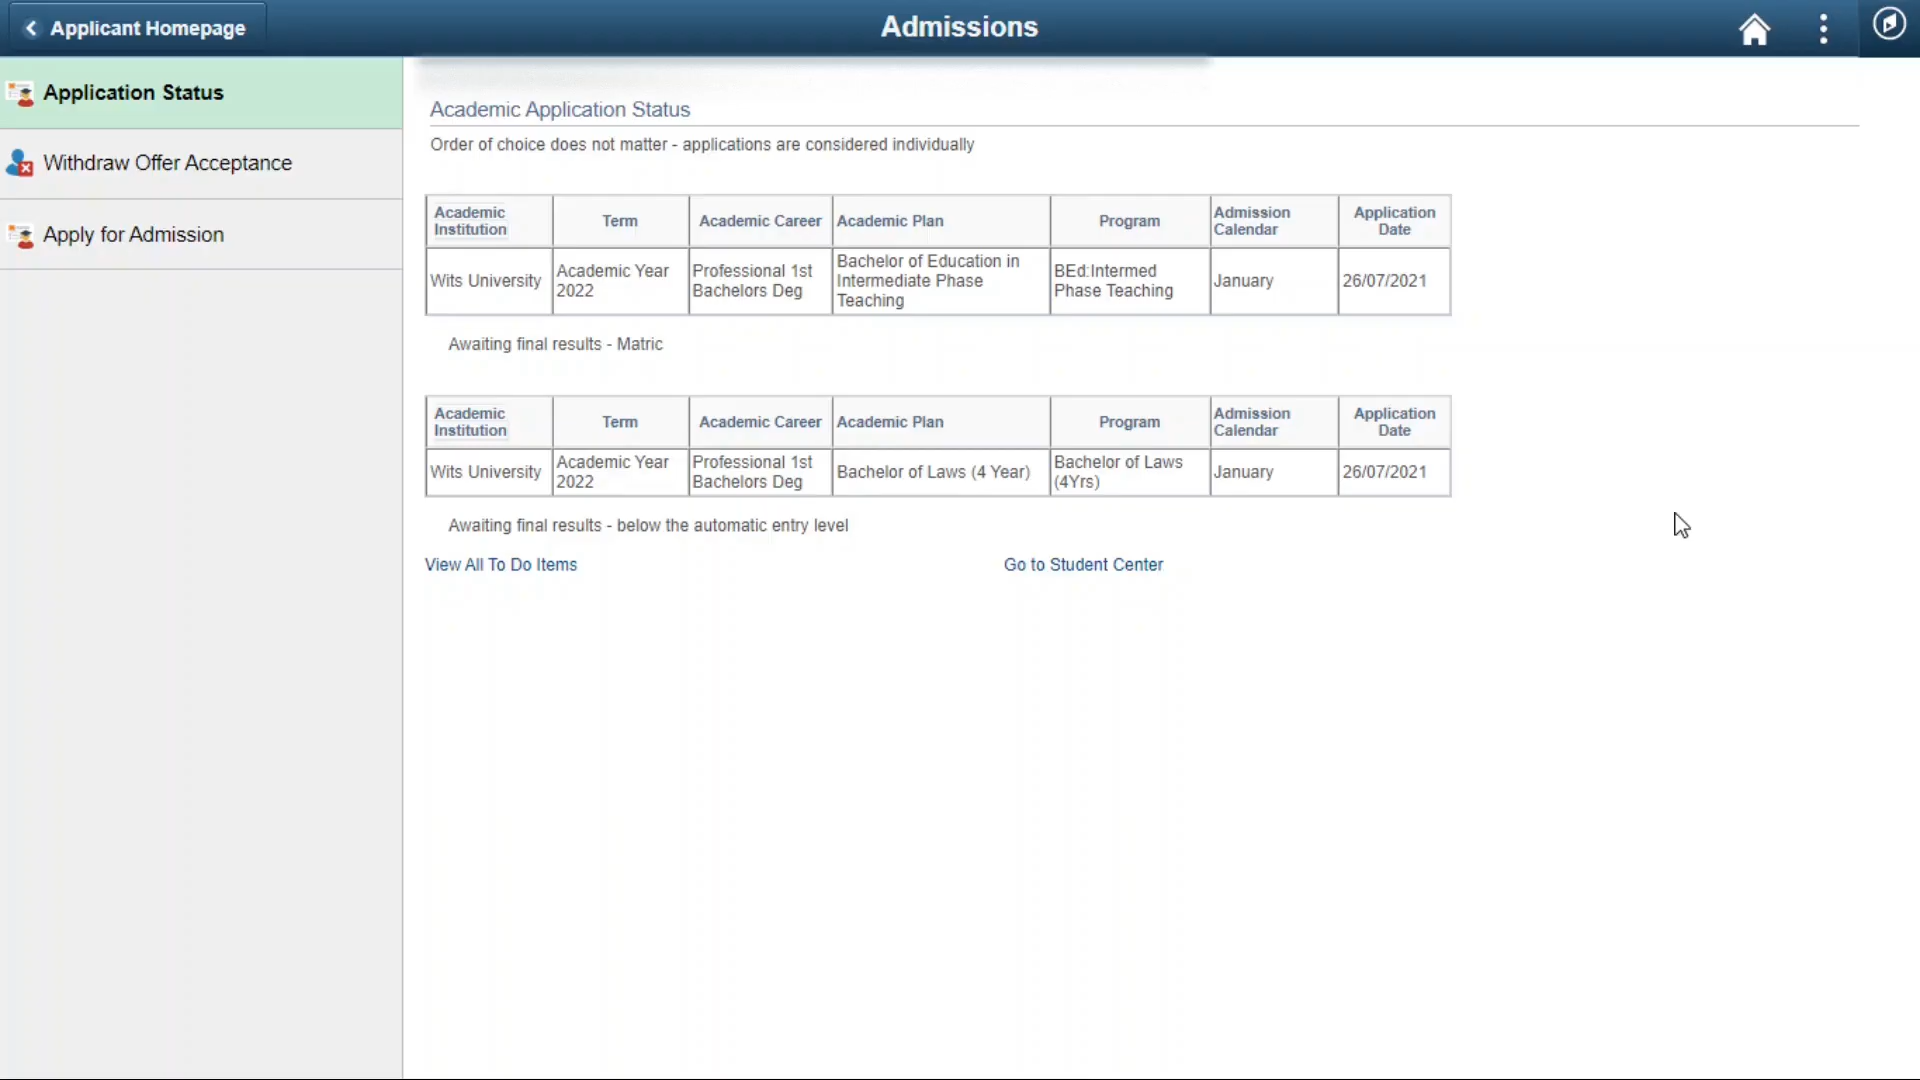 Applicant Homepage
Admissions
Application Status
Withdraw Offer Acceptance
Apply for Admission
Academic Application Status
Order of choice does not matter - applications are considered individually
Academic Institution Term Academic Career Academic Plan Program Admission Calendar Application Date
Wits University Academic Year 2022 Professional 1st Bachelors Deg Bachelor of Education in Intermediate Phase Teaching BEd:Intermed Phase Teaching January 26/07/2021
Awaiting final results - Matric
Academic Institution Term Academic Career Academic Plan Program Admission Calendar Application Date
Wits University Academic Year 2022 Professional 1st Bachelors Deg Bachelor of Laws (4 Year) Bachelor of Laws (4Yrs) January 26/07/2021
Awaiting final results - below the automatic entry level
View All To Do Items Go to Student Center